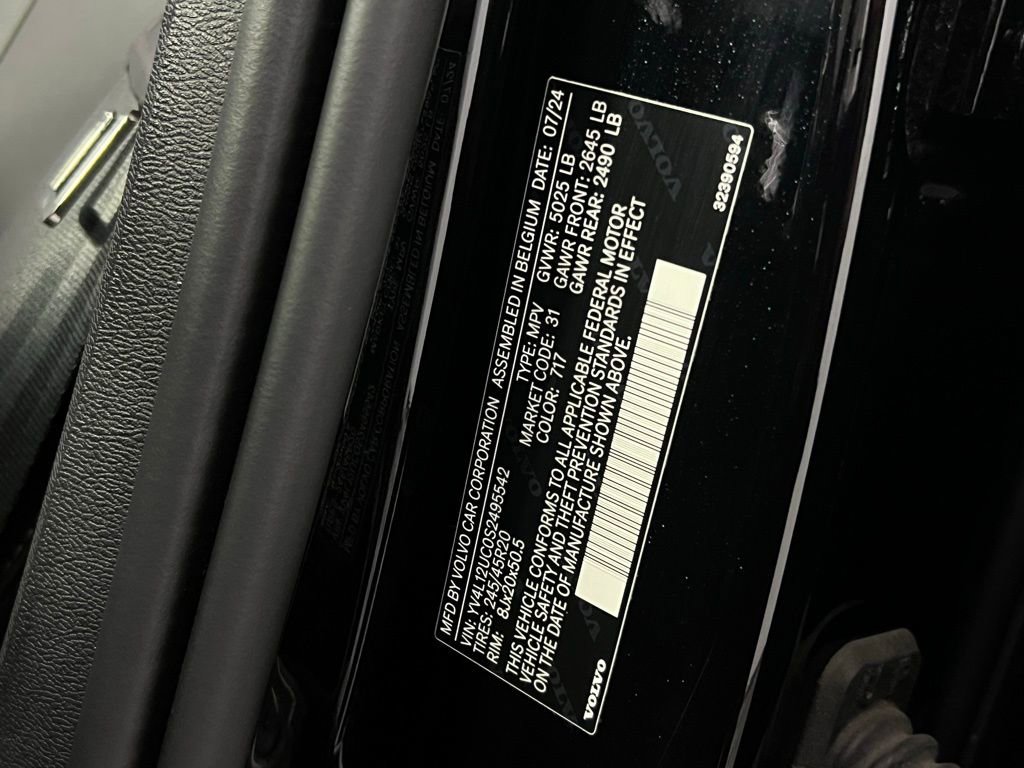 MFD BY VOLVO CAR CORPORATION ASSEMBLED IN BELGIUM DATE: 07/24
VIN: YV4L12UC0S2495542 TYPE: MPV GVWR: 5025 LB
TIRES: 245/45R20 MARKET CODE: 31 GAWR FRONT: 2645 LB
RIM: 8Jx20x50.5 COLOR: 717 GAWR REAR: 2490 LB
THIS VEHICLE CONFORMS TO ALL APPLICABLE FEDERAL MOTOR
VEHICLE SAFETY AND THEFT PREVENTION STANDARDS IN EFFECT
ON THE DATE OF MANUFACTURE SHOWN ABOVE.
VOLVO 32390594